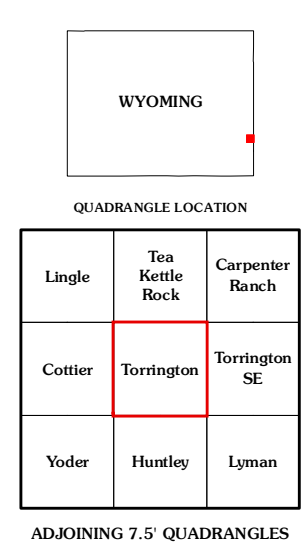 WYOMING
QUADRANGLE LOCATION
Lingle
Tea
Kettle
Rock
Carpenter
Ranch
Cottier
Torrington
Torrington
SE
Yoder
Huntley
Lyman
ADJOINING 7.5' QUADRANGLES